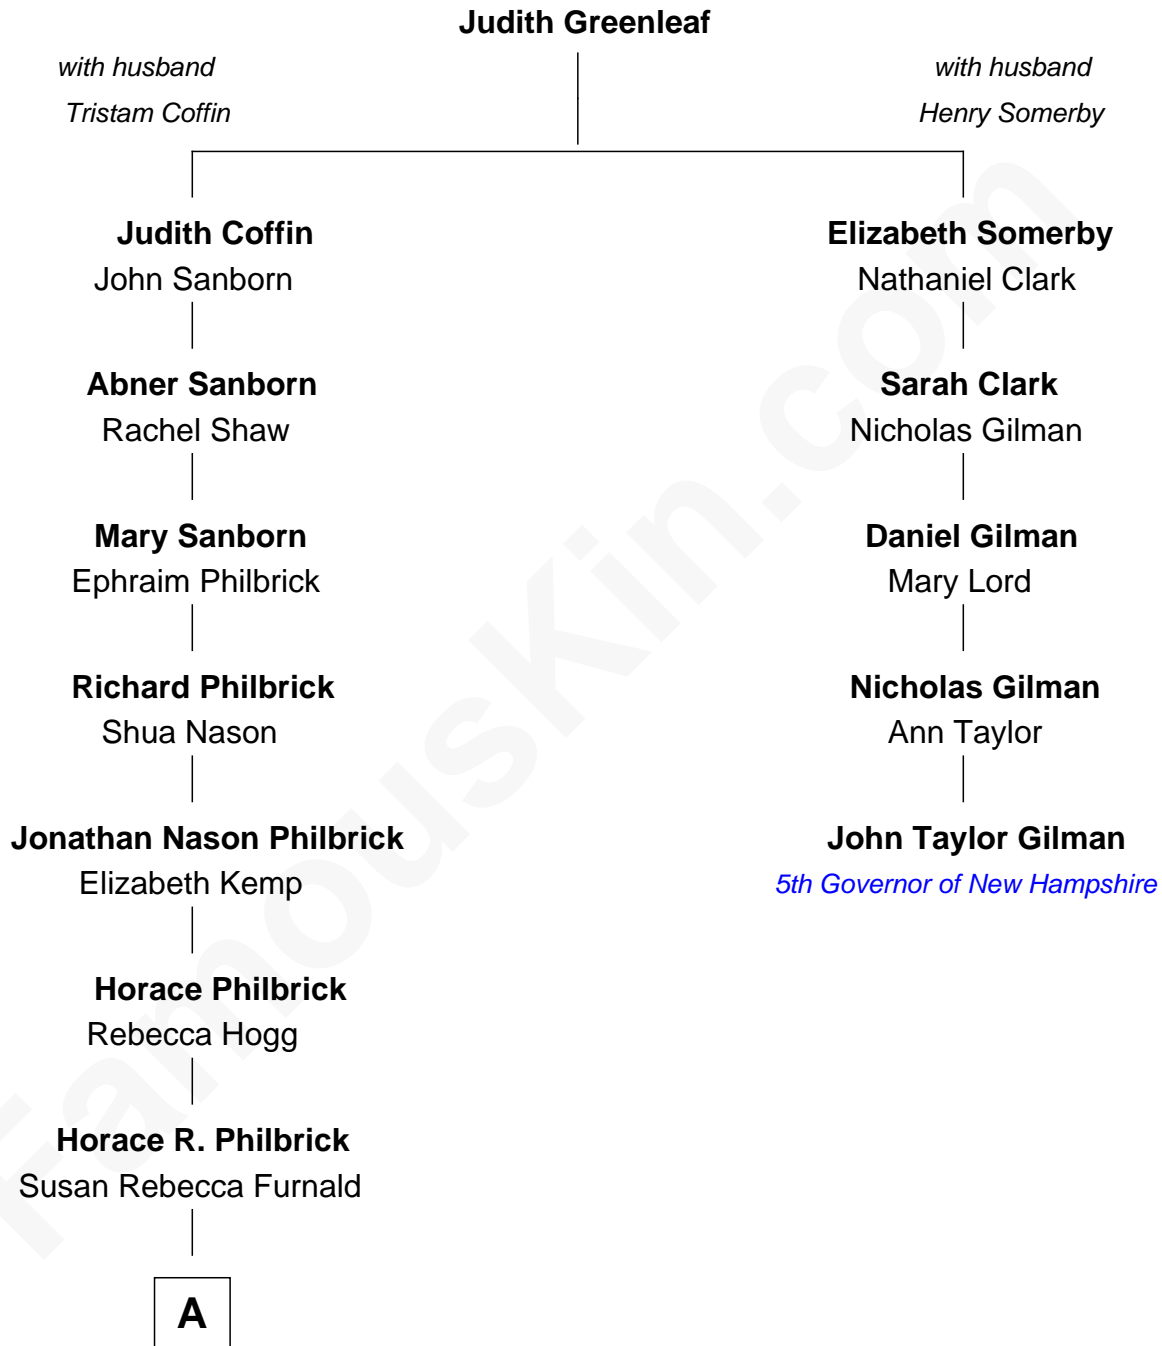 Judith Greenleaf
with husband
Tristam Coffin
with husband
Henry Somerby
Judith Coffin
John Sanborn
Elizabeth Somerby
Nathaniel Clark
Abner Sanborn
Rachel Shaw
Sarah Clark
Nicholas Gilman
Mary Sanborn
Ephraim Philbrick
Daniel Gilman
Mary Lord
Richard Philbrick
Shua Nason
Nicholas Gilman
Ann Taylor
Jonathan Nason Philbrick
Elizabeth Kemp
John Taylor Gilman
5th Governor of New Hampshire
Horace Philbrick
Rebecca Hogg
Horace R. Philbrick
Susan Rebecca Furnald
A
FamousKin.com